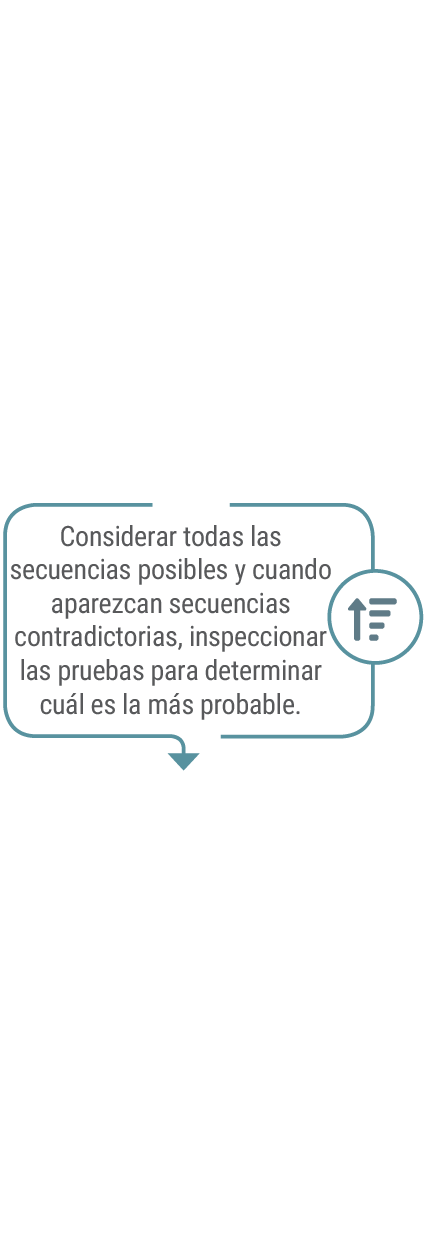 Considerar todas las
secuencias posibles y cuando
aparezcan secuencias
contradictorias, inspeccionar
las pruebas para determinar
cuál es la más probable.